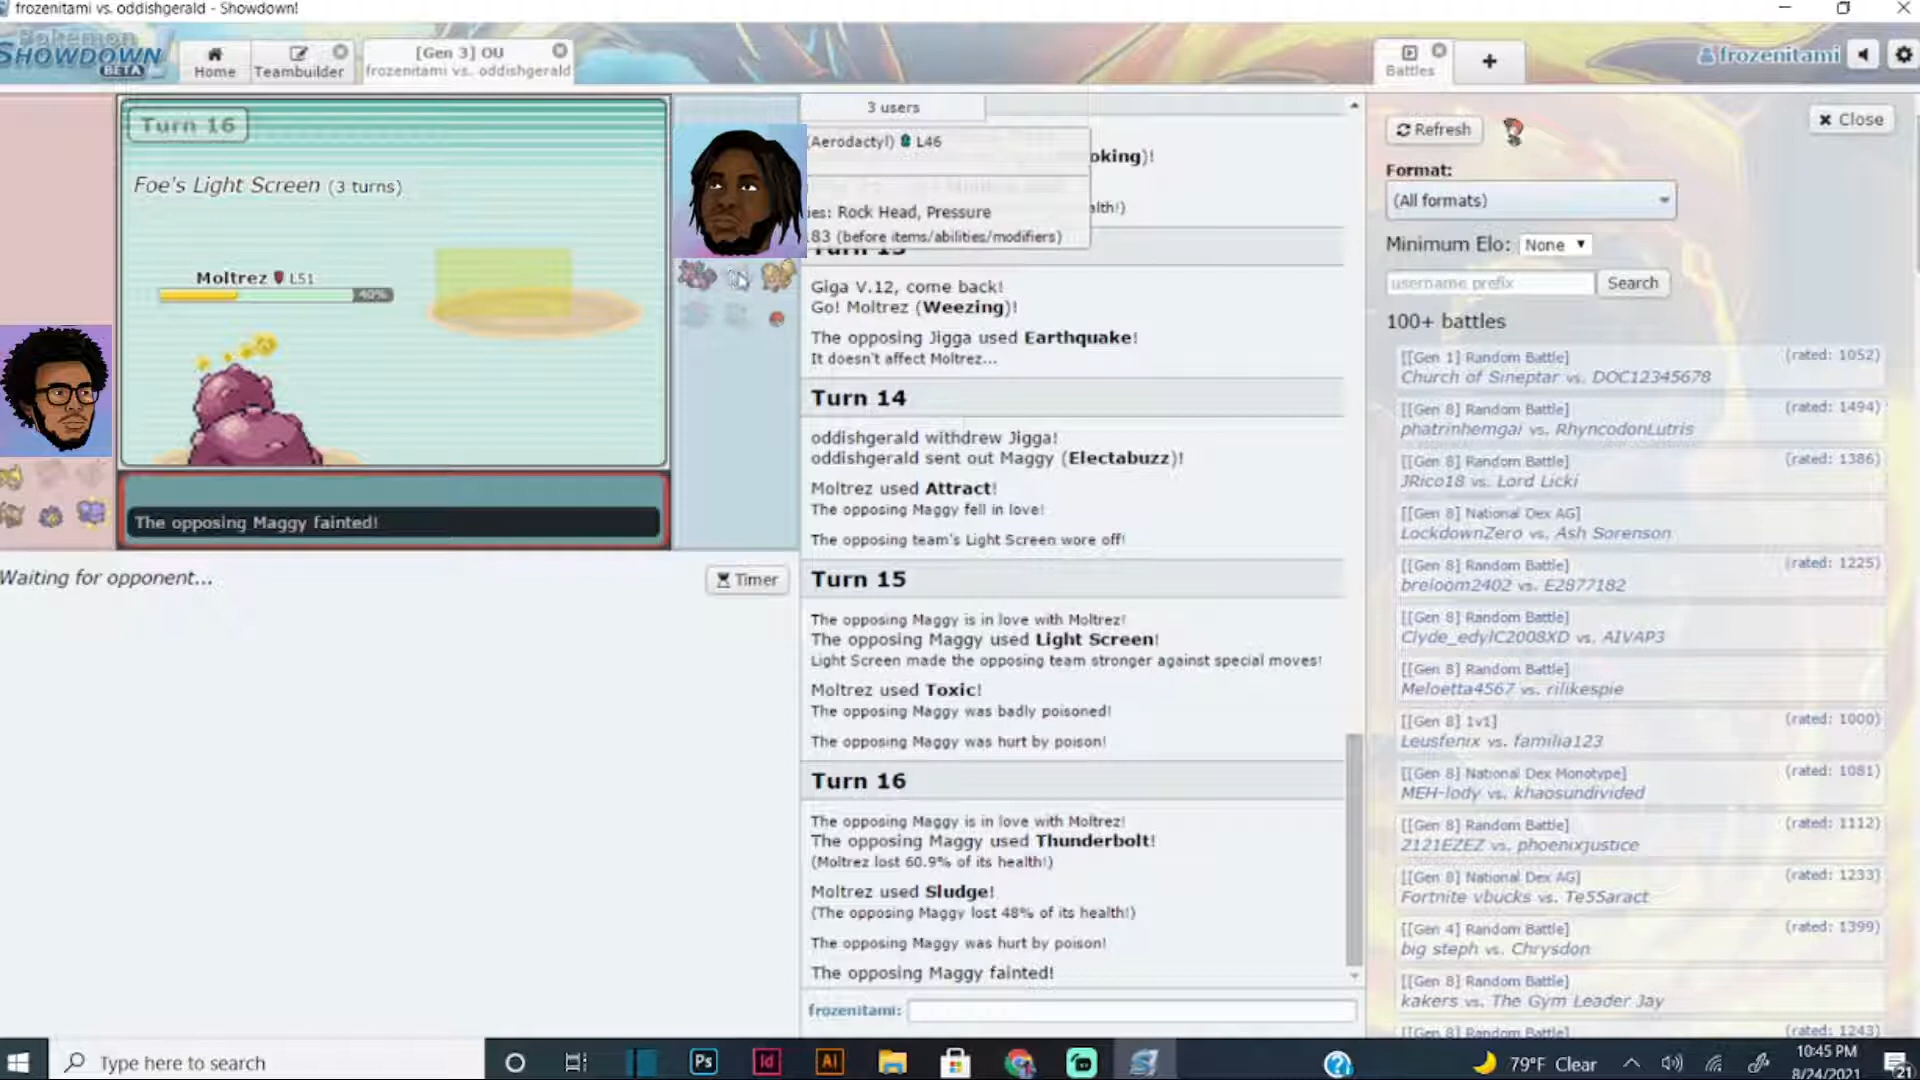 frozenitami vs. oddishgerald - Showdown!
Pokemon
SHOWDOWN
BETA
Home
Teambuilder
[Gen 3] OU
frozenitami vs. oddishgerald
Battles
+
frozenitami
Turn 16
Foe's Light Screen (3 turns)
Moltrez L51
40%
The opposing Maggy fainted!
Waiting for opponent...
Timer
3 users
(Aerodactyl) L46
ies: Rock Head, Pressure
83 (before items/abilities/modifiers)
oking)!
alth!)
Turn 13
Giga V.12, come back!
Go! Moltrez (Weezing)!
The opposing Jigga used Earthquake!
It doesn't affect Moltrez...
Turn 14
oddishgerald withdrew Jigga!
oddishgerald sent out Maggy (Electabuzz)!
Moltrez used Attract!
The opposing Maggy fell in love!
The opposing team's Light Screen wore off!
Turn 15
The opposing Maggy is in love with Moltrez!
The opposing Maggy used Light Screen!
Light Screen made the opposing team stronger against special moves!
Moltrez used Toxic!
The opposing Maggy was badly poisoned!
The opposing Maggy was hurt by poison!
Turn 16
The opposing Maggy is in love with Moltrez!
The opposing Maggy used Thunderbolt!
(Moltrez lost 60.9% of its health!)
Moltrez used Sludge!
(The opposing Maggy lost 48% of its health!)
The opposing Maggy was hurt by poison!
The opposing Maggy fainted!
frozenitami:
Close
Refresh
Format:
(All formats)
Minimum Elo: None
username prefix
Search
100+ battles
[[Gen 1] Random Battle] (rated: 1052)
Church of Sineptar vs. DOC12345678
[[Gen 8] Random Battle] (rated: 1494)
phatrinhemgai vs. RhyncodonLutris
[[Gen 8] Random Battle] (rated: 1386)
JRico18 vs. Lord Licki
[[Gen 8] National Dex AG]
LockdownZero vs. Ash Sorenson
[[Gen 8] Random Battle] (rated: 1225)
breloom2402 vs. E2877182
[[Gen 8] Random Battle]
Clyde_edylC2008XD vs. AIVAP3
[[Gen 8] Random Battle]
Meloetta4567 vs. rilikespie
[[Gen 8] 1v1] (rated: 1000)
Leusfenix vs. familia123
[[Gen 8] National Dex Monotype] (rated: 1081)
MEH-lody vs. khaosundivided
[[Gen 8] Random Battle] (rated: 1112)
2121EZEZ vs. phoenixjustice
[[Gen 8] National Dex AG] (rated: 1233)
Fortnite vbucks vs. Te5Saract
[[Gen 4] Random Battle] (rated: 1399)
big steph vs. Chrysdon
[[Gen 8] Random Battle]
kakers vs. The Gym Leader Jay
[[Gen 8] Random Battle] (rated: 1243)
Type here to search
Ps
Id
Ai
79°F Clear
10:45 PM
8/24/2021
21